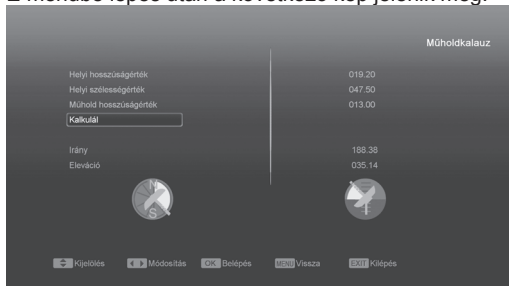 E menübe lépés után a következő kép jelenik meg:
Műholdkalauz
Helyi hosszúságérték 019.20
Helyi szélességérték 047.50
Műhold hosszúságérték 013.00
Kalkulál
Irány 188.38
Eleváció 035.14
N
S
Kijelölés Módosítás OK Belépés MENU Vissza EXIT Kilépés